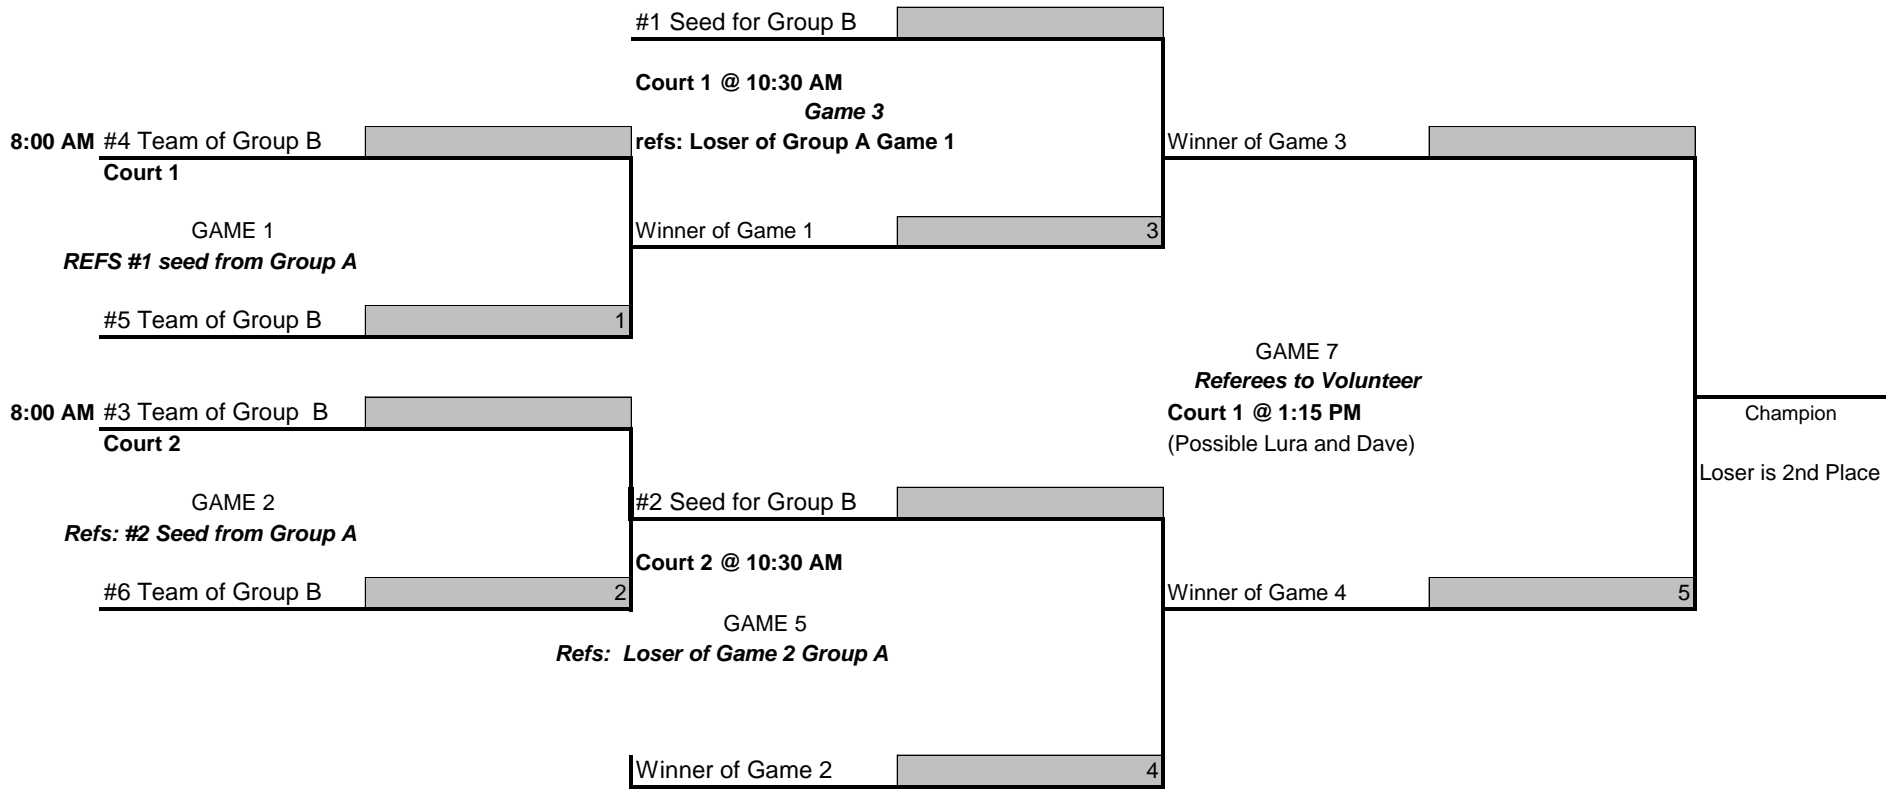 #1 Seed for Group B
Court 1 @ 10:30 AM
Game 3
8:00 AM #4 Team of Group B
refs: Loser of Group A Game 1
Winner of Game 3
Court 1
GAME 1
Winner of Game 1 3
REFS #1 seed from Group A
#5 Team of Group B 1
GAME 7
Referees to Volunteer
8:00 AM #3 Team of Group  B
Court 1 @ 1:15 PM
Champion
Court 2
(Possible Lura and Dave)
Loser is 2nd Place
GAME 2
#2 Seed for Group B
Refs: #2 Seed from Group A
Court 2 @ 10:30 AM
#6 Team of Group B 2
Winner of Game 4 5
GAME 5
Refs:  Loser of Game 2 Group A
Winner of Game 2 4